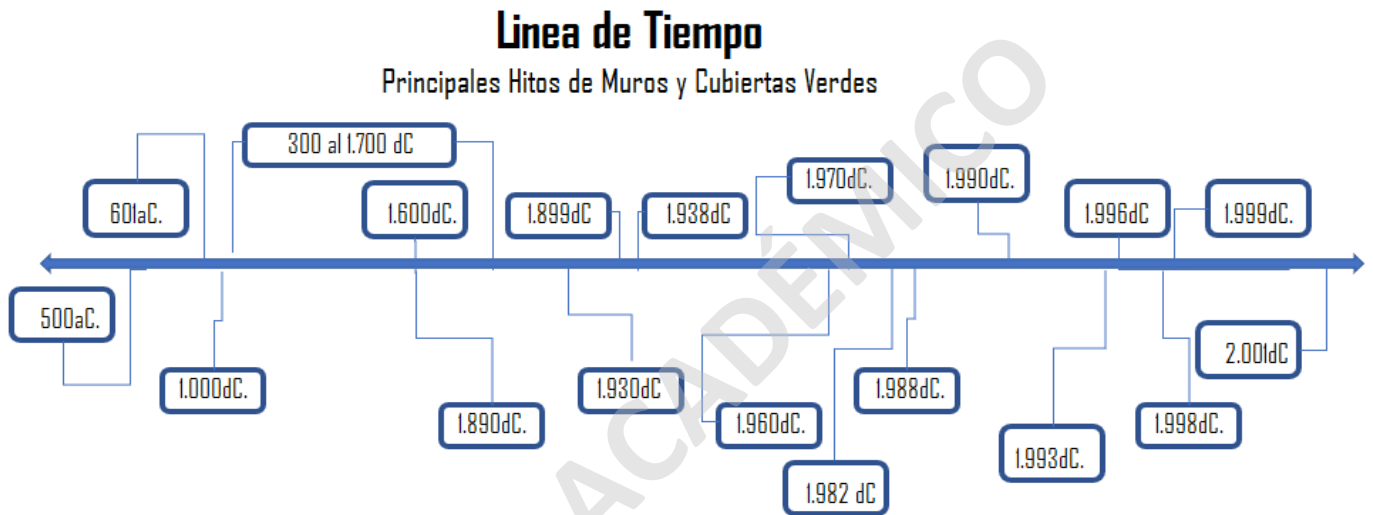 Linea de Tiempo
Principales Hitos de Muros y Cubiertas Verdes
300 al 1.700 dC
601aC.
1.600dC.
1.899dC
1.938dC
1.970dC.
1.990dC.
1.996dC
1.999dC.
500aC.
1.000dC.
1.890dC.
1.930dC
1.960dC.
1.982 dC
1.988dC.
1.993dC.
1.998dC.
2.001dC
ACADÉMICO